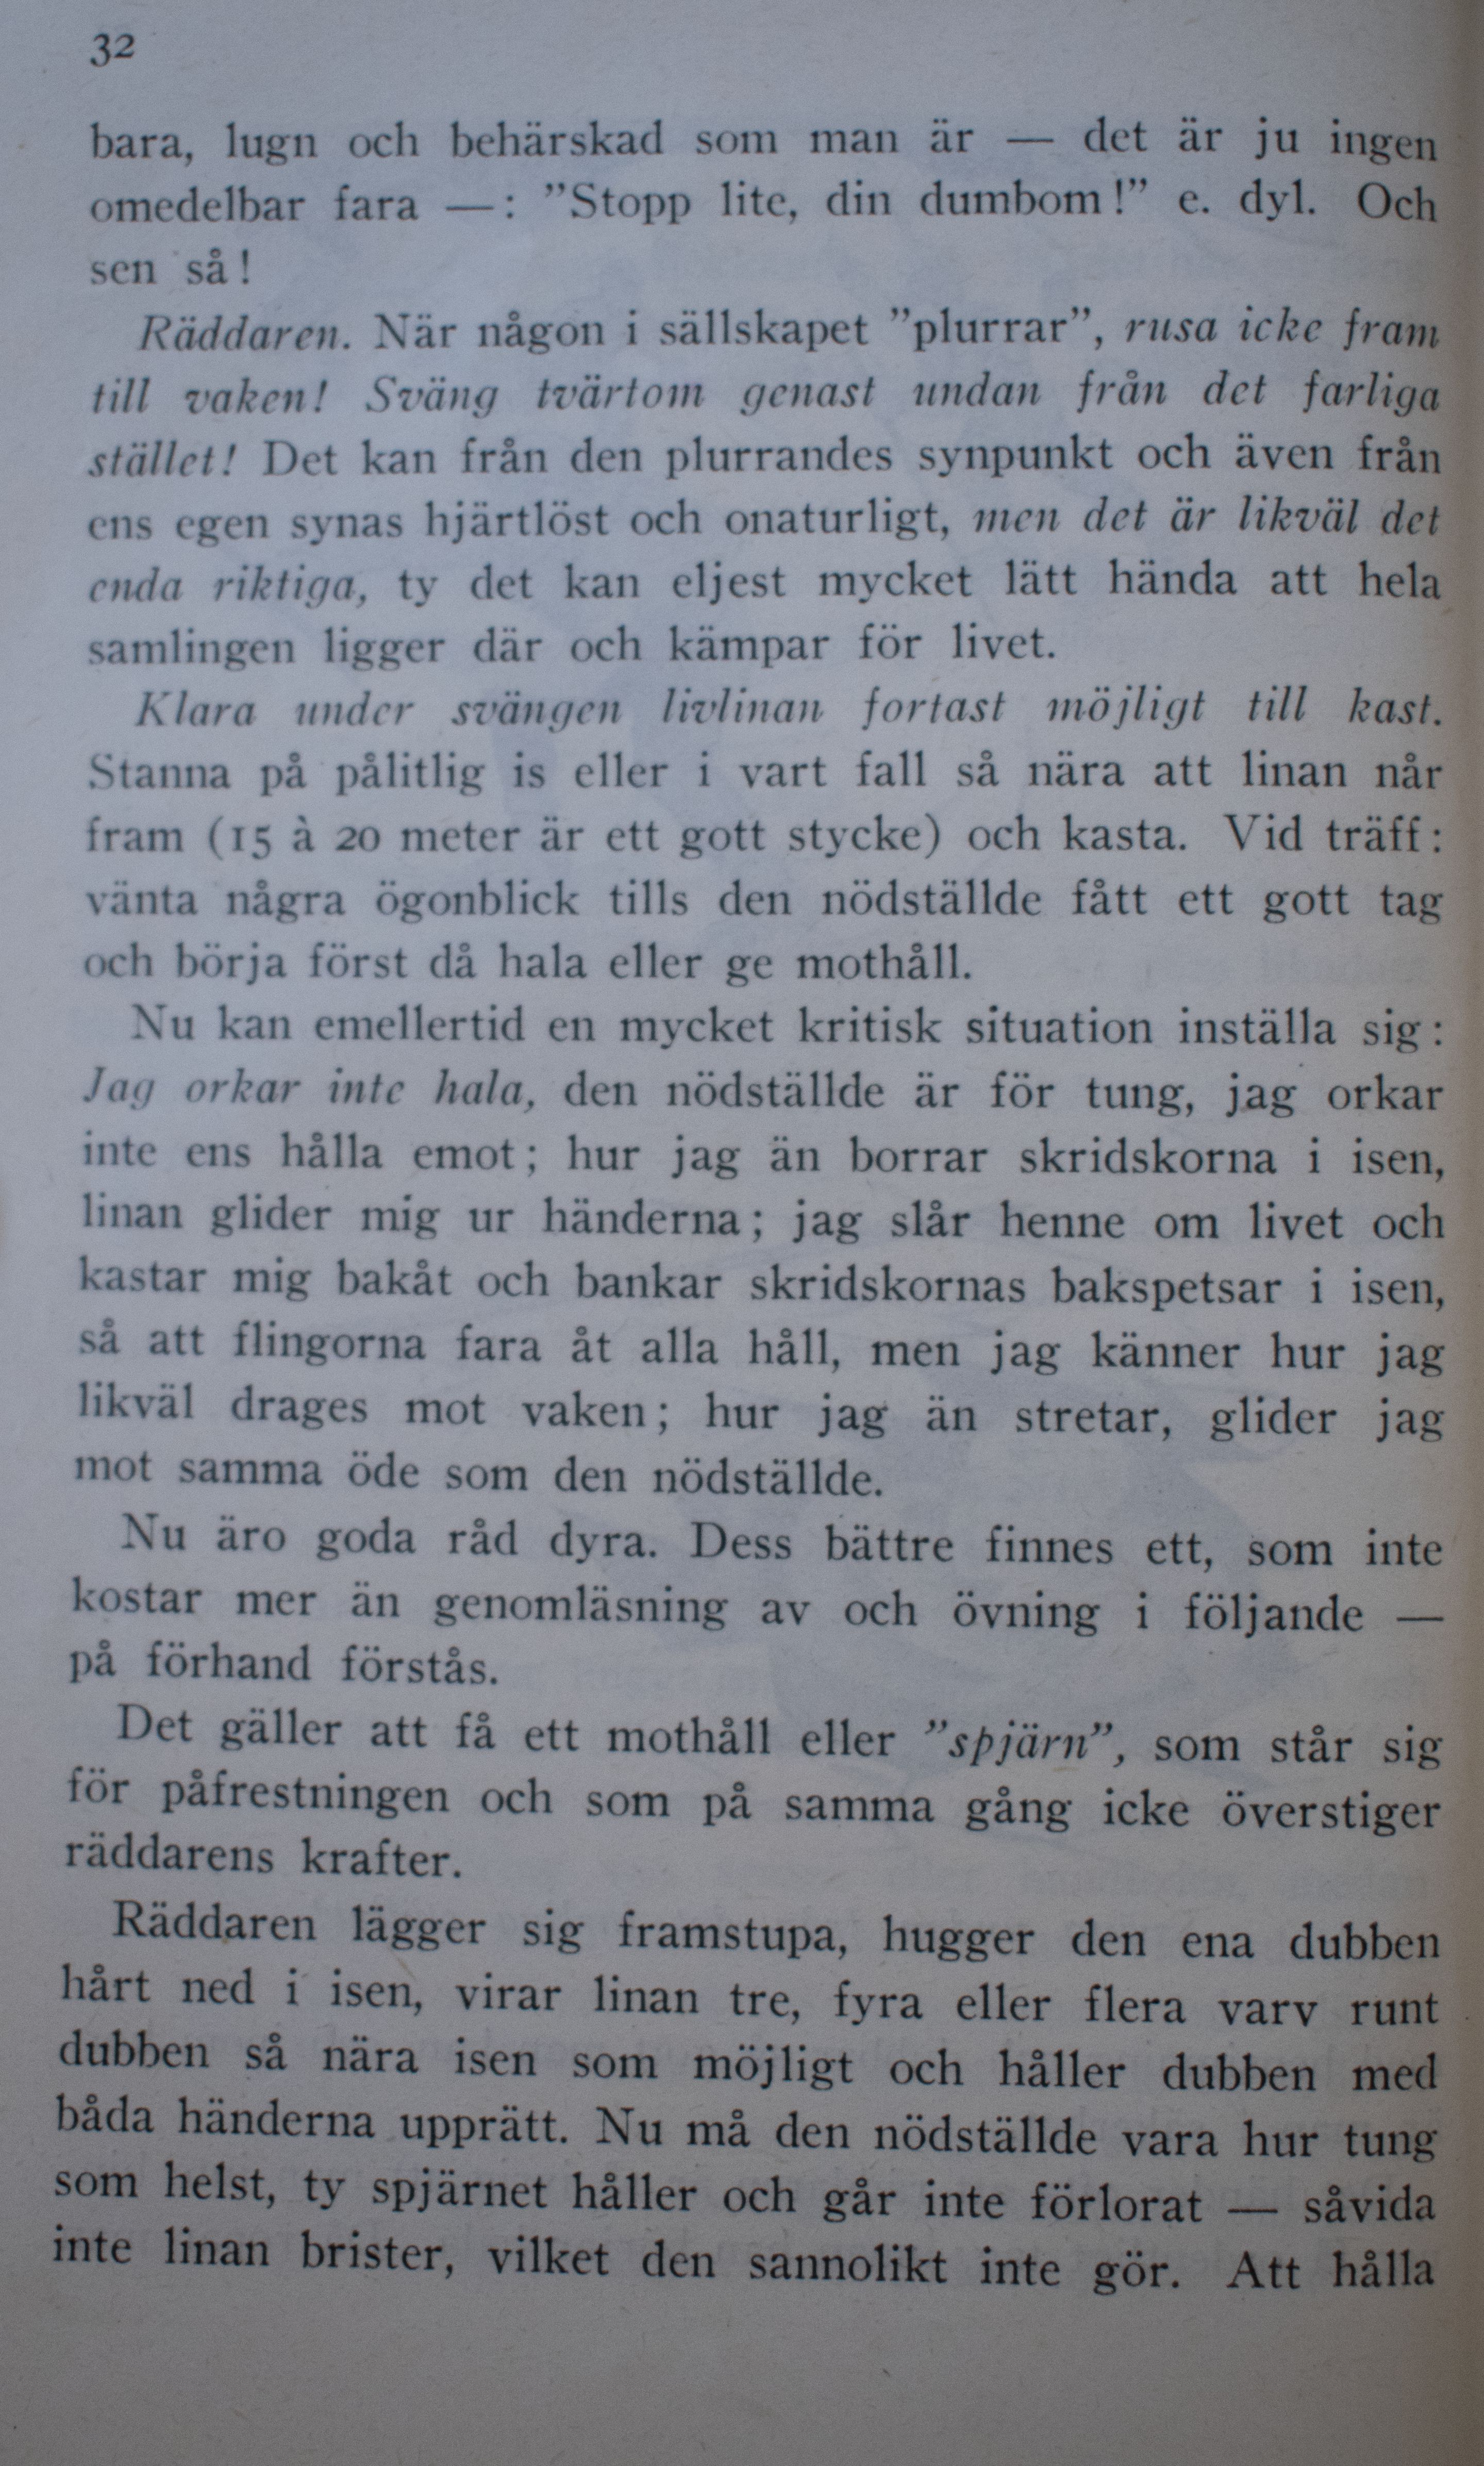 32
bara, lugn och behärskad som man är — det är ju ingen
omedelbar fara —: ”Stopp lite, din dumbom!” e. dyl. Och
sen så!
Räddaren. När någon i sällskapet ”plurrar”, rusa icke fram
till vaken! Sväng tvärtom genast undan från det farliga
stället! Det kan från den plurrandes synpunkt och även från
ens egen synas hjärtlöst och onaturligt, men det är likväl det
enda riktiga, ty det kan eljest mycket lätt hända att hela
samlingen ligger där och kämpar för livet.
Klara under svängen livlinan fortast möjligt till kast.
Stanna på pålitlig is eller i vart fall så nära att linan når
fram (15 à 20 meter är ett gott stycke) och kasta. Vid träff:
vänta några ögonblick tills den nödställde fått ett gott tag
och börja först då hala eller ge mothåll.
Nu kan emellertid en mycket kritisk situation inställa sig:
Jag orkar inte hala, den nödställde är för tung, jag orkar
inte ens hålla emot; hur jag än borrar skridskorna i isen,
linan glider mig ur händerna; jag slår henne om livet och
kastar mig bakåt och bankar skridskornas bakspetsar i isen,
så att flingorna fara åt alla håll, men jag känner hur jag
likväl drages mot vaken; hur jag än stretar, glider jag
mot samma öde som den nödställde.
Nu äro goda råd dyra. Dess bättre finnes ett, som inte
kostar mer än genomläsning av och övning i följande —
på förhand förstås.
Det gäller att få ett mothåll eller ”spjärn”, som står sig
för påfrestningen och som på samma gång icke överstiger
räddarens krafter.
Räddaren lägger sig framstupa, hugger den ena dubben
hårt ned i isen, virar linan tre, fyra eller flera varv runt
dubben så nära isen som möjligt och håller dubben med
båda händerna upprätt. Nu må den nödställde vara hur tung
som helst, ty spjärnet håller och går inte förlorat — såvida
inte linan brister, vilket den sannolikt inte gör. Att hålla